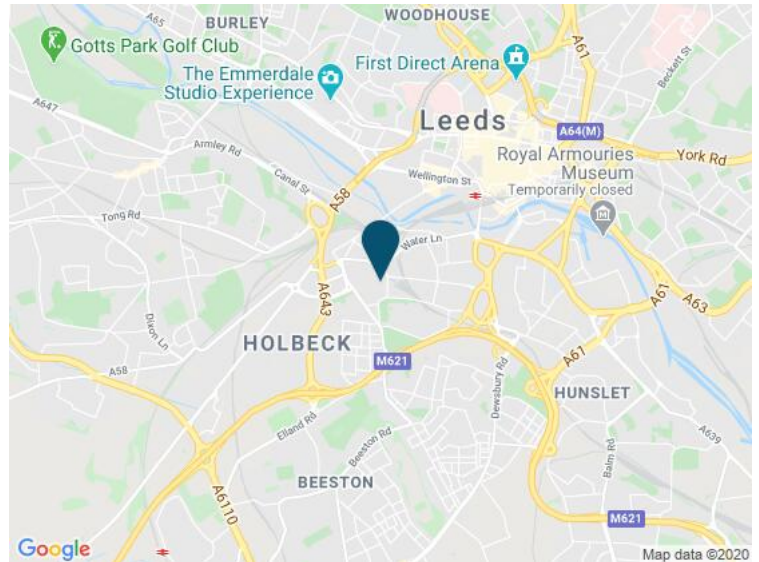 A65
BURLEY
WOODHOUSE
A61
Gotts Park Golf Club
First Direct Arena
Beckett St
The Emmerdale
Studio Experience
A647
Leeds
A64(M)
York Rd
Armley Rd
Royal Armouries
Museum
Temporarily closed
Canal St
A58
Wellington St
Tong Rd
Water Ln
A643
A61
A63
Dixon Ln
HOLBECK
M621
A58
A61
Dewsbury Rd
HUNSLET
Elland Rd
Beeston Rd
A639
Balm Rd
BEESTON
A6110
M621
Google
Map data ©2020